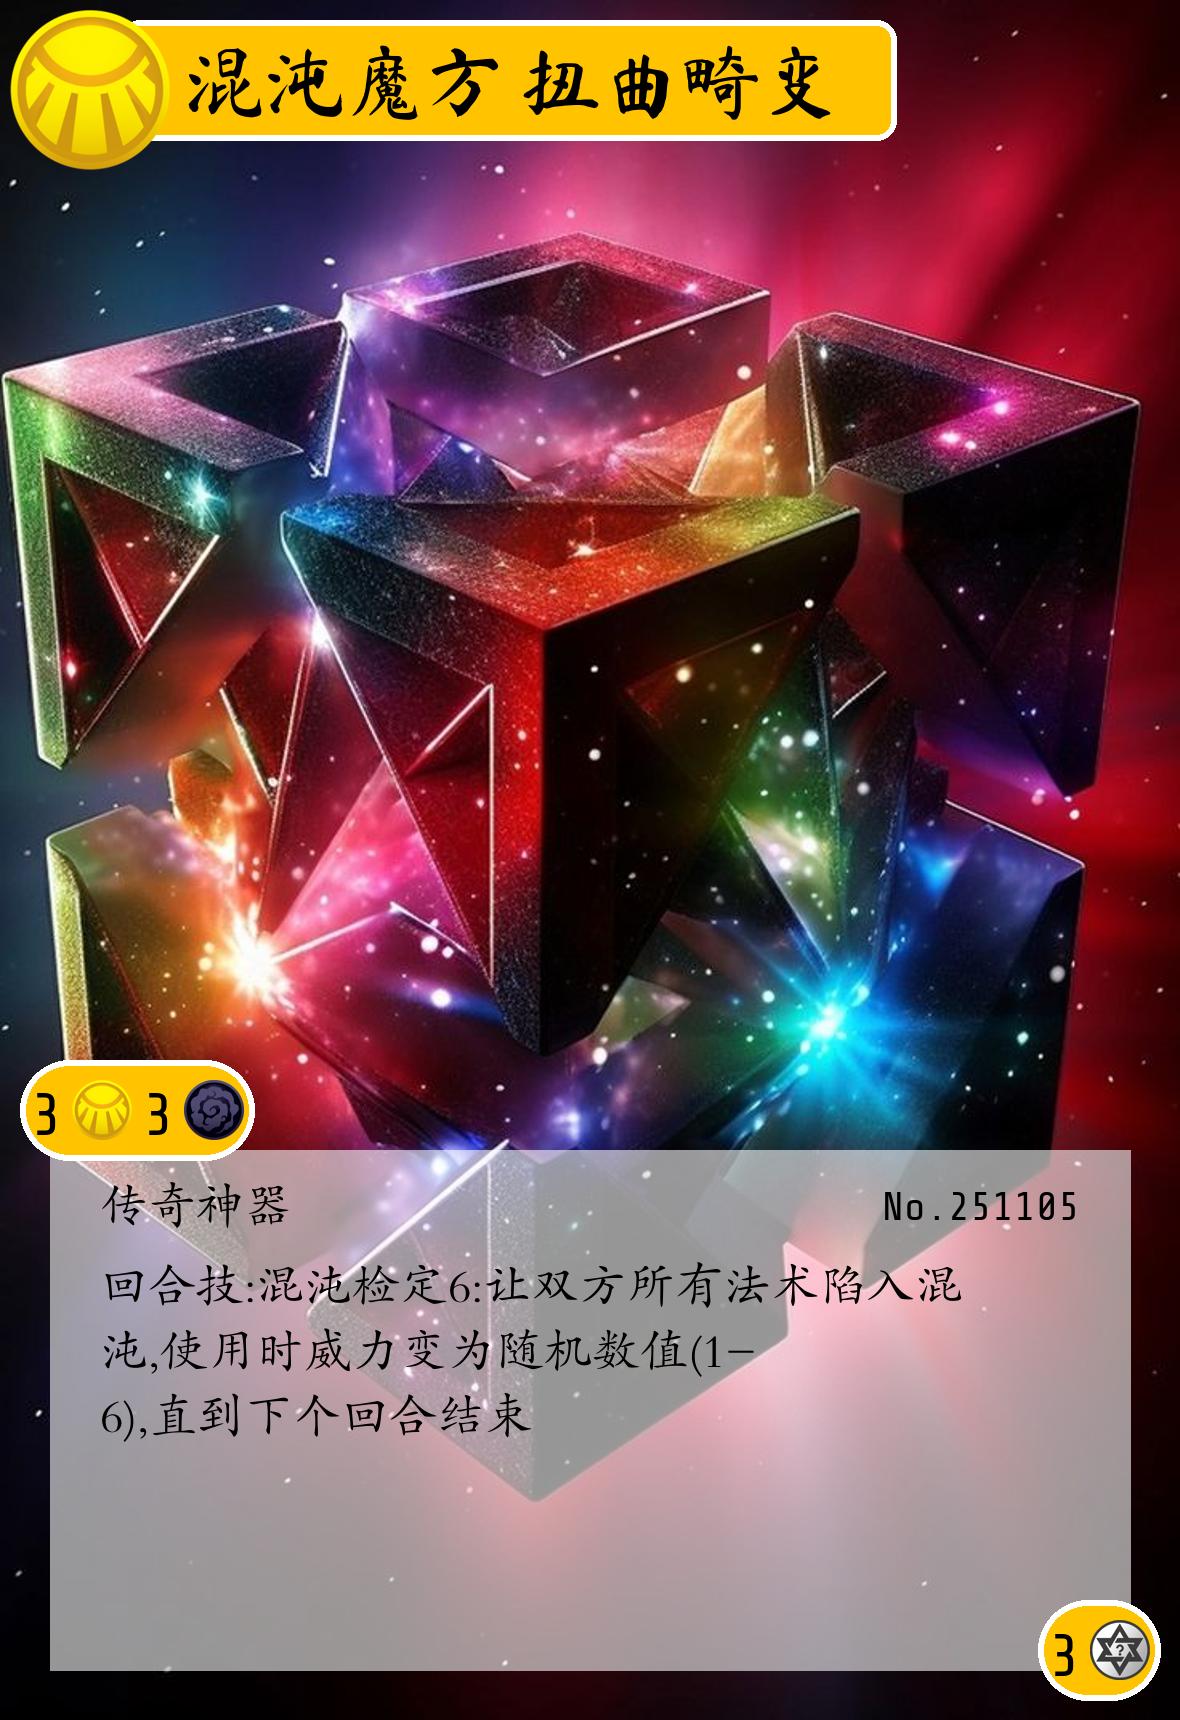 混沌魔方 扭曲畸变
3 3
传奇神器
No.251105
回合技:混沌检定6:让双方所有法术陷入混
沌,使用时威力变为随机数值(1-
6),直到下个回合结束
3 ?